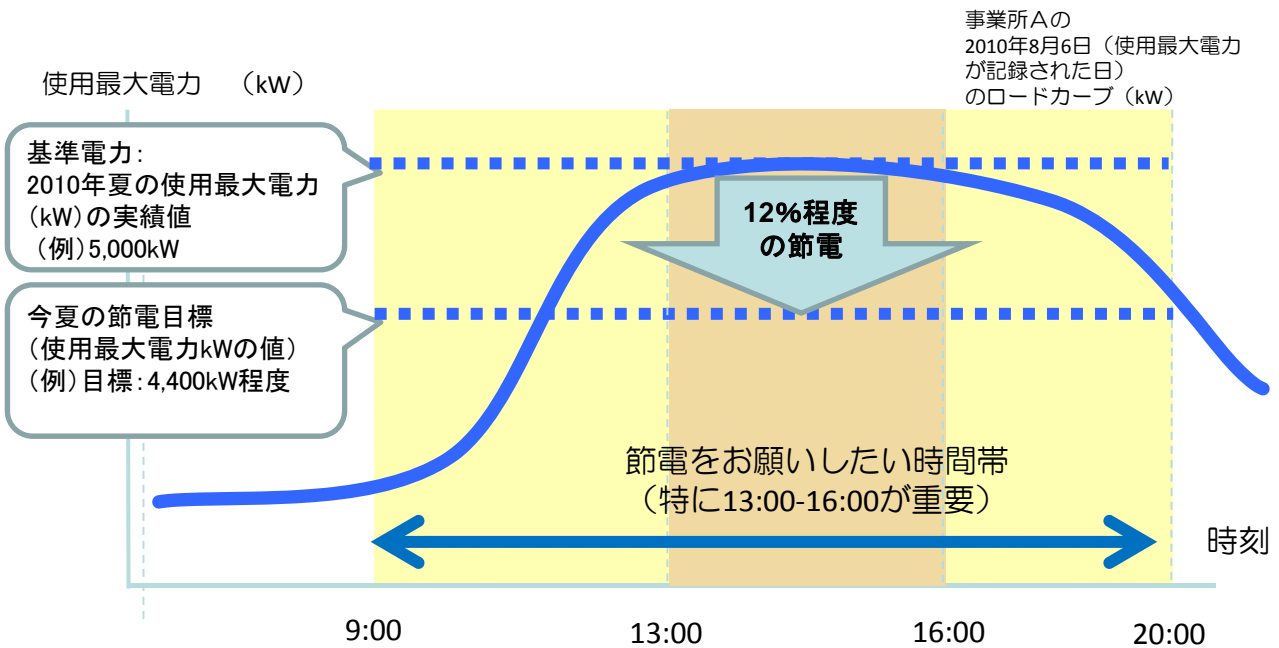 事業所Aの
2010年8月6日（使用最大電力
が記録された日）
のロードカーブ（kW）
使用最大電力　（kW）
基準電力：
2010年夏の使用最大電力
(kW)の実績値
（例）5,000kW
12%程度
の節電
今夏の節電目標
（使用最大電力kWの値）
（例）目標：4,400kW程度
節電をお願いしたい時間帯
（特に13:00-16:00が重要）
時刻
9:00
13:00
16:00
20:00